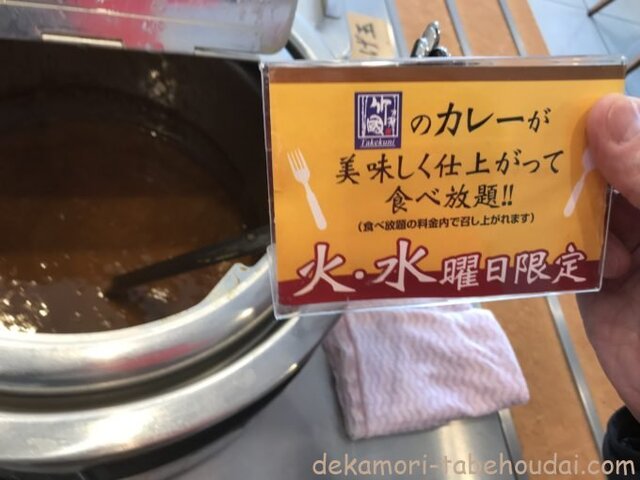 竹國
Takekuni
のカレーが
美味しく仕上がって
食べ放題!!
(食べ放題の料金内で召し上がれます)
火・水曜日限定
dekamori-tabehoudai.com